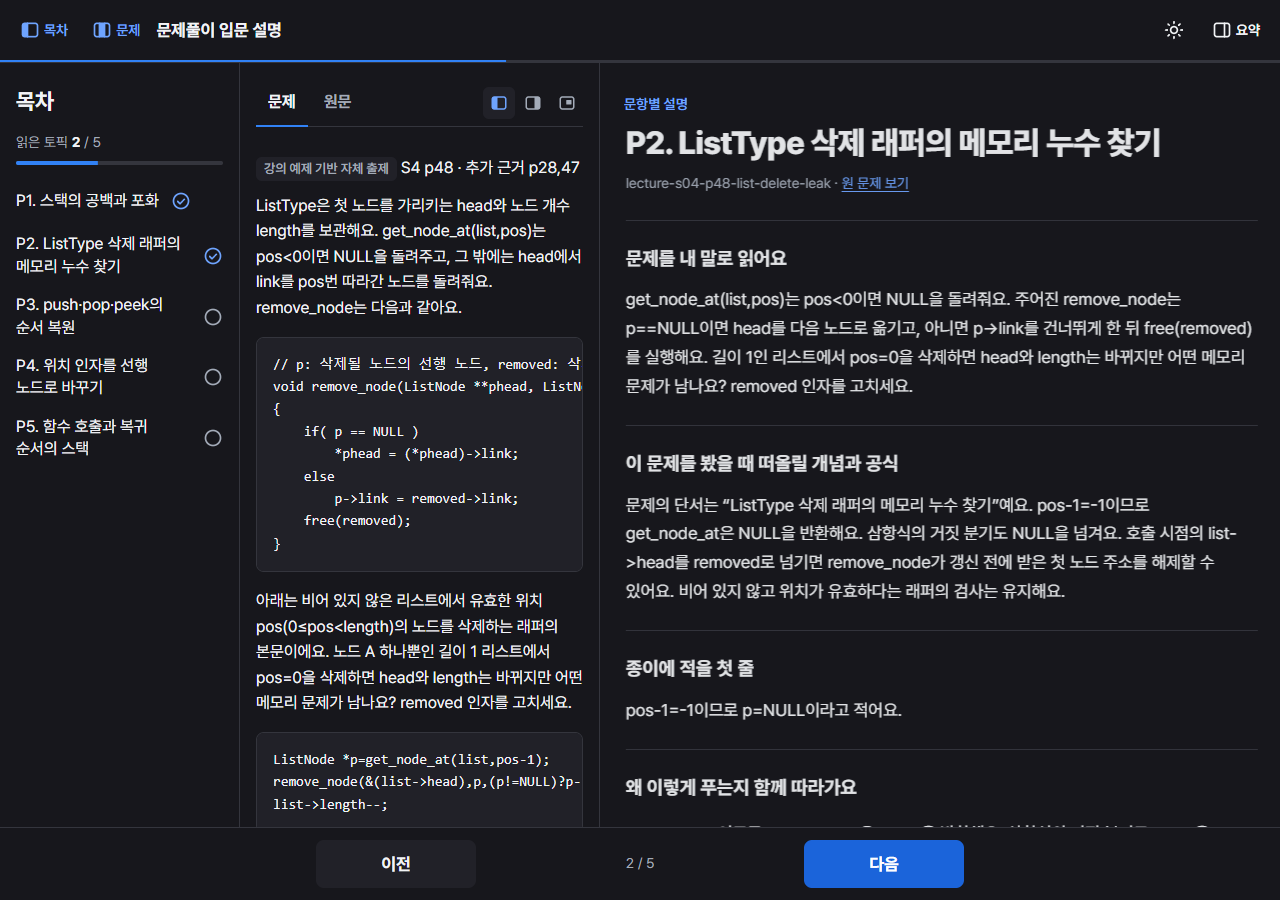 목차
문제
문제풀이 입문 설명
요약
목차
읽은 토픽 2 / 5
P1. 스택의 공백과 포화
P2. ListType 삭제 래퍼의
메모리 누수 찾기
P3. push·pop·peek의
순서 복원
P4. 위치 인자를 선행
노드로 바꾸기
P5. 함수 호출과 복귀
순서의 스택
문제
원문
강의 예제 기반 자체 출제 S4 p48 · 추가 근거 p28,47
ListType은 첫 노드를 가리키는 head와 노드 개수
length를 보관해요. get_node_at(list,pos)는
pos<0이면 NULL을 돌려주고, 그 밖에는 head에서
link를 pos번 따라간 노드를 돌려줘요.
remove_node는 다음과 같아요.
// p: 삭제될 노드의 선행 노드, removed: 삭
void remove_node(ListNode **phead, ListN
{
if( p == NULL )
*phead = (*phead)->link;
else
p->link = removed->link;
free(removed);
}
아래는 비어 있지 않은 리스트에서 유효한 위치
pos(0≤pos<length)의 노드를 삭제하는 래퍼의
본문이에요. 노드 A 하나뿐인 길이 1 리스트에서
pos=0을 삭제하면 head와 length는 바뀌지만 어떤
메모리 문제가 남나요? removed 인자를 고치세요.
ListNode *p=get_node_at(list,pos-1);
remove_node(&(list->head),p,(p!=NULL)?p-
list->length--;
문항별 설명
P2. ListType 삭제 래퍼의 메모리 누수 찾기
lecture-s04-p48-list-delete-leak · 원 문제 보기
문제를 내 말로 읽어요
get_node_at(list,pos)는 pos<0이면 NULL을 돌려줘요. 주어진 remove_node는
p==NULL이면 head를 다음 노드로 옮기고, 아니면 p→link를 건너뛰게 한 뒤 free(removed)
를 실행해요. 길이 1인 리스트에서 pos=0을 삭제하면 head와 length는 바뀌지만 어떤 메모리
문제가 남나요? removed 인자를 고치세요.
이 문제를 봤을 때 떠올릴 개념과 공식
문제의 단서는 “ListType 삭제 래퍼의 메모리 누수 찾기”예요. pos-1=-1이므로
get_node_at은 NULL을 반환해요. 삼항식의 거짓 분기도 NULL을 넘겨요. 호출 시점의 list-
>head를 removed로 넘기면 remove_node가 갱신 전에 받은 첫 노드 주소를 해제할 수
있어요. 비어 있지 않고 위치가 유효하다는 래퍼의 검사는 유지해요.
종이에 적을 첫 줄
pos-1=-1이므로 p=NULL이라고 적어요.
왜 이렇게 푸는지 함께 따라가요
이전
2 / 5
다음